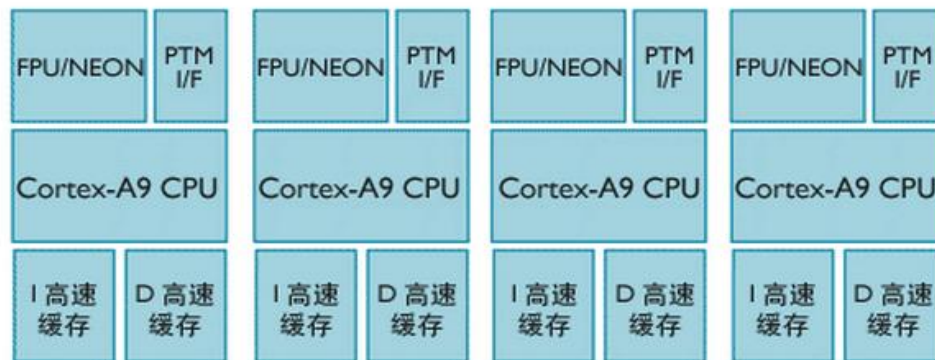 FPU/NEON PTM I/F FPU/NEON PTM I/F FPU/NEON PTM I/F FPU/NEON PTM I/F
Cortex-A9 CPU Cortex-A9 CPU Cortex-A9 CPU Cortex-A9 CPU
I 高速缓存 D 高速缓存 I 高速缓存 D 高速缓存 I 高速缓存 D 高速缓存 I 高速缓存 D 高速缓存